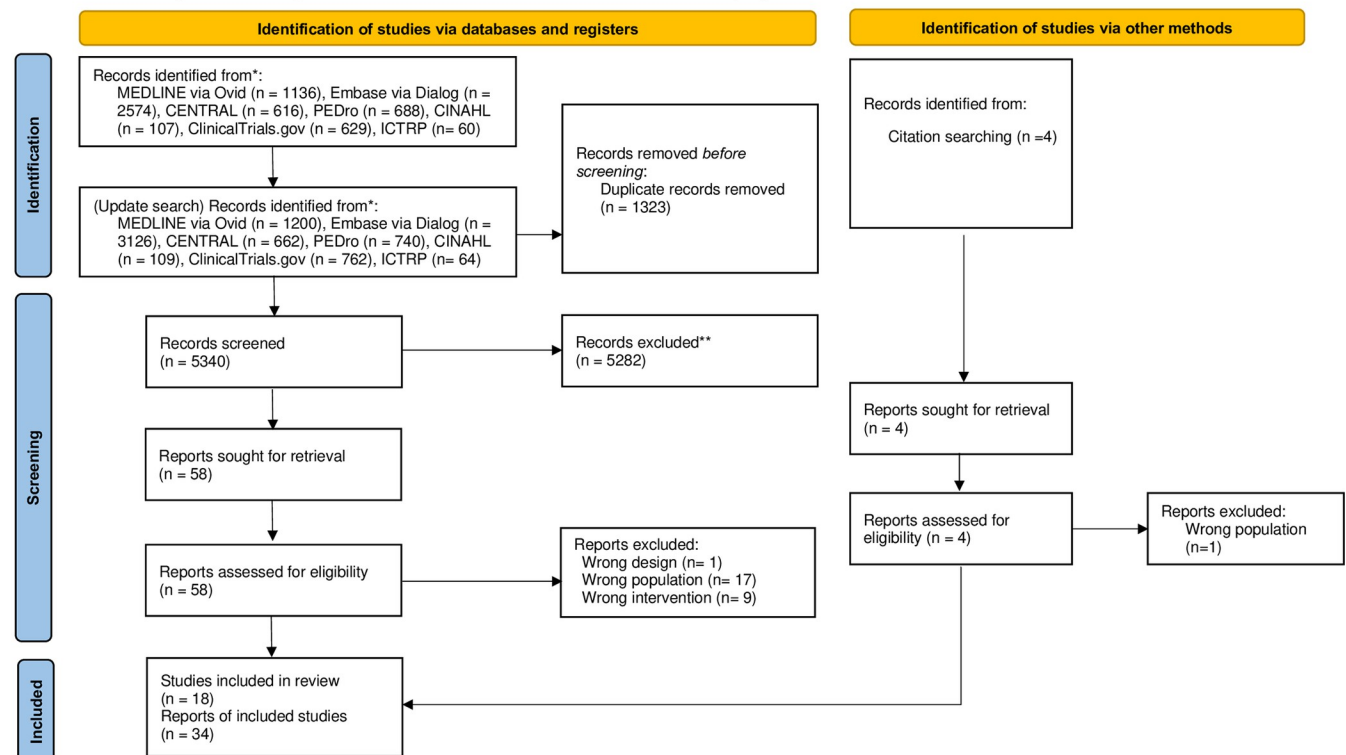 Identification of studies via databases and registers
Identification of studies via other methods
Identification
Records identified from*:
MEDLINE via Ovid (n = 1136), Embase via Dialog (n =
2574), CENTRAL (n = 616), PEDro (n = 688), CINAHL
(n = 107), ClinicalTrials.gov (n = 629), ICTRP (n= 60)
(Update search) Records identified from*:
MEDLINE via Ovid (n = 1200), Embase via Dialog (n =
3126), CENTRAL (n = 662), PEDro (n = 740), CINAHL
(n = 109), ClinicalTrials.gov (n = 762), ICTRP (n= 64)
Records removed before
screening:
Duplicate records removed
(n = 1323)
Records identified from:
Citation searching (n =4)
Screening
Records screened
(n = 5340)
Records excluded**
(n = 5282)
Reports sought for retrieval
(n = 58)
Reports sought for retrieval
(n = 4)
Reports assessed for eligibility
(n = 58)
Reports excluded:
Wrong design (n= 1)
Wrong population (n= 17)
Wrong intervention (n= 9)
Reports assessed for
eligibility (n = 4)
Reports excluded:
Wrong population
(n=1)
Included
Studies included in review
(n = 18)
Reports of included studies
(n = 34)